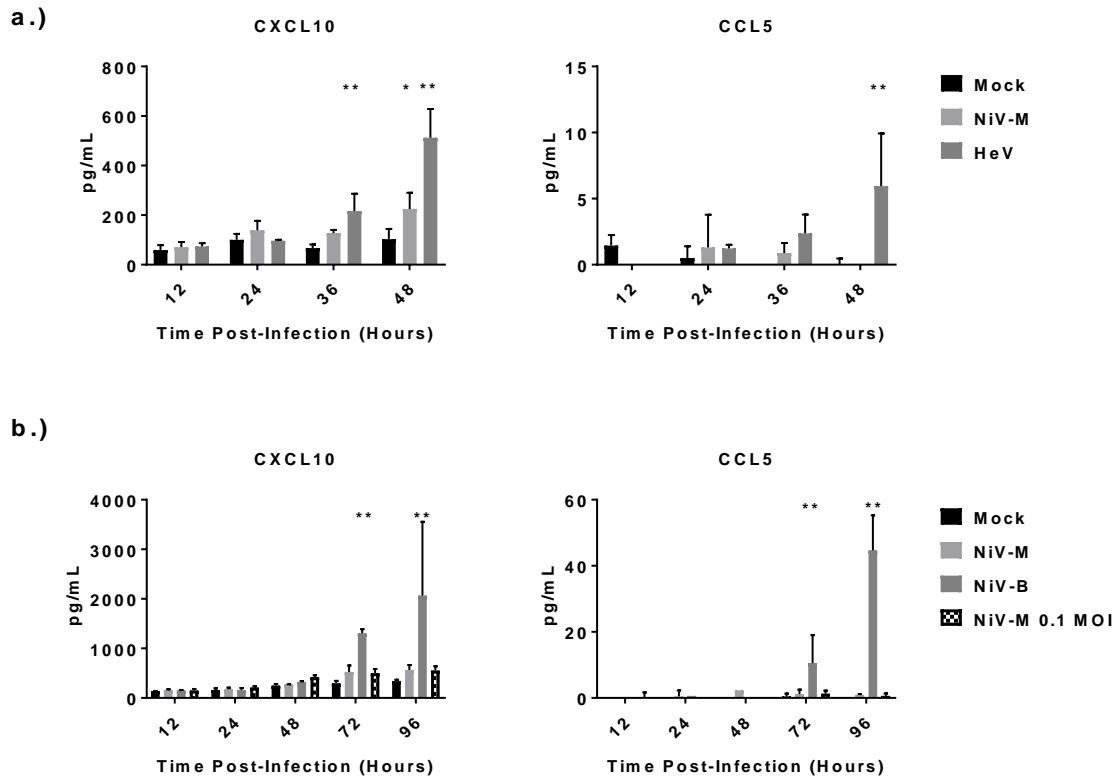 a.)
CXCL10
800
600
400
200
0
pg/mL
** * **
12 24 36 48
Time Post-Infection (Hours)
CCL5
15
10
5
0
pg/mL
**
12 24 36 48
Time Post-Infection (Hours)
Mock
NiV-M
HeV
b.)
CXCL10
4000
3000
2000
1000
0
pg/mL
** **
12 24 48 72 96
Time Post-Infection (Hours)
CCL5
60
40
20
0
pg/mL
** **
12 24 48 72 96
Time Post-Infection (Hours)
Mock
NiV-M
NiV-B
NiV-M 0.1 MOI